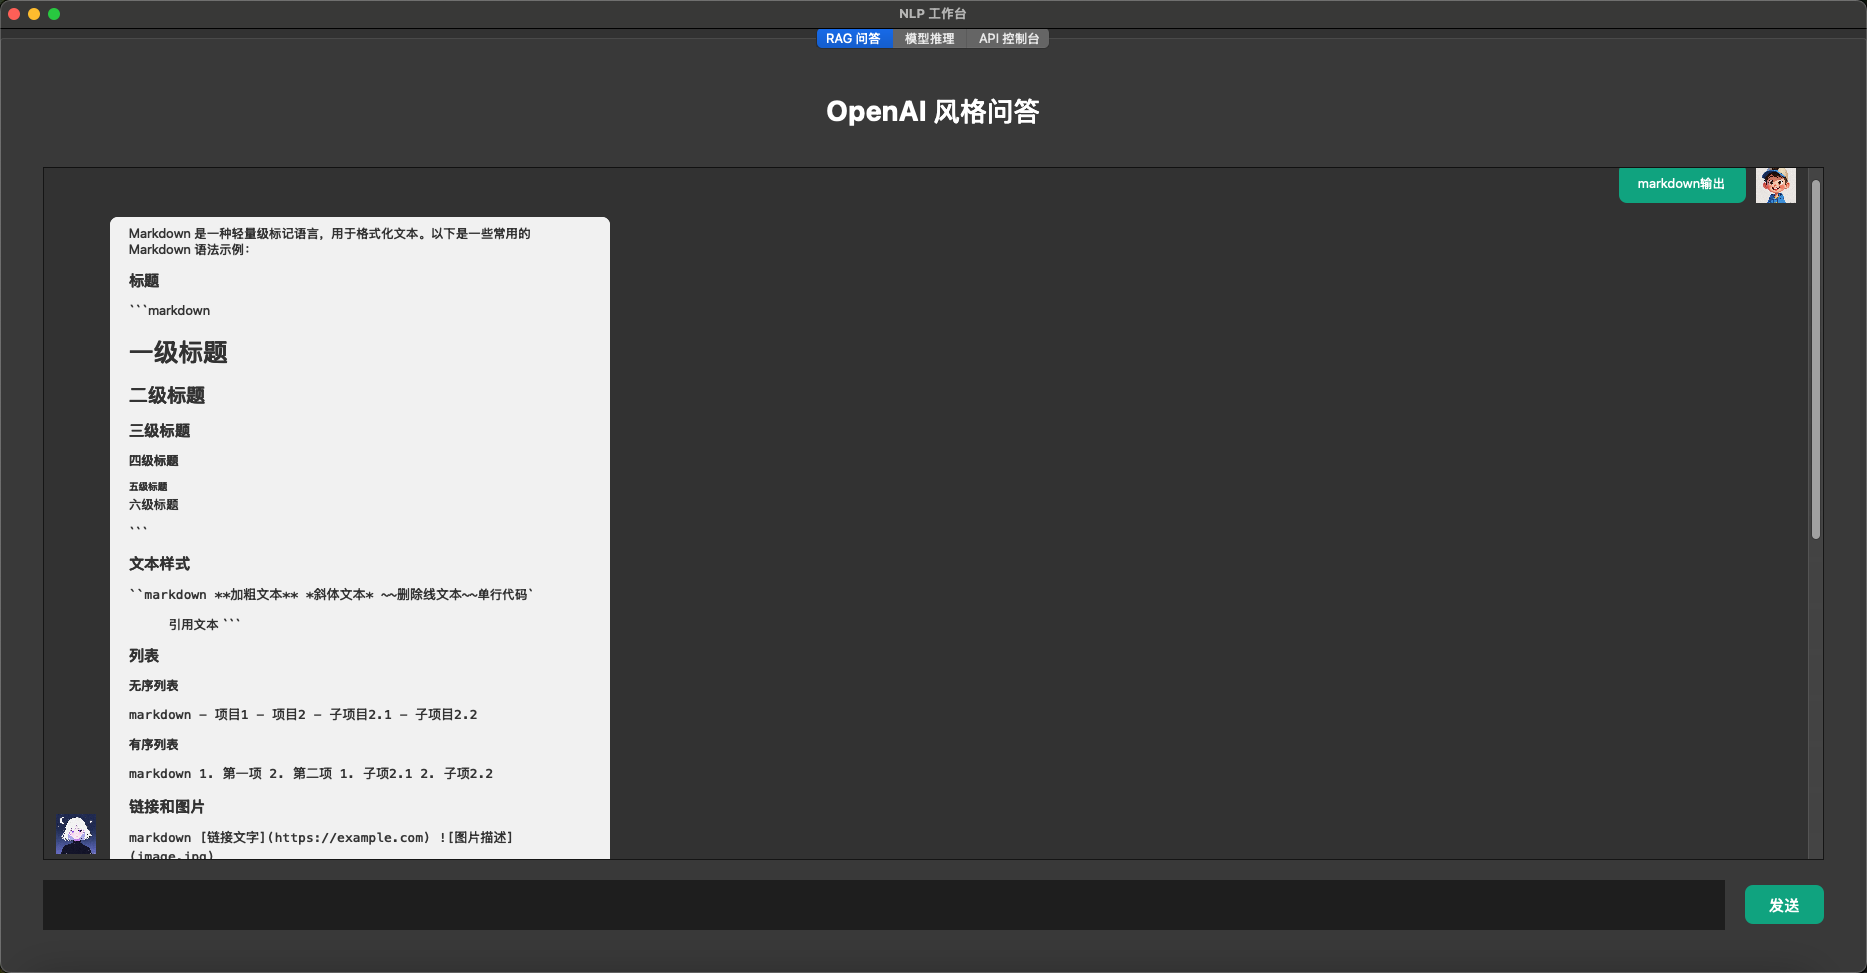 NLP 工作台
RAG 问答 模型推理 API 控制台
OpenAI 风格问答
markdown输出
Markdown 是一种轻量级标记语言，用于格式化文本。以下是一些常用的
Markdown 语法示例：
标题
```markdown
一级标题
二级标题
三级标题
四级标题
五级标题
六级标题
```
文本样式
``markdown **加粗文本** *斜体文本* ~~删除线文本~~单行代码`
引用文本 ```
列表
无序列表
markdown - 项目1 - 项目2 - 子项目2.1 - 子项目2.2
有序列表
markdown 1. 第一项 2. 第二项 1. 子项2.1 2. 子项2.2
链接和图片
markdown [链接文字](https://example.com) ![图片描述]
(image.jpg)
发送